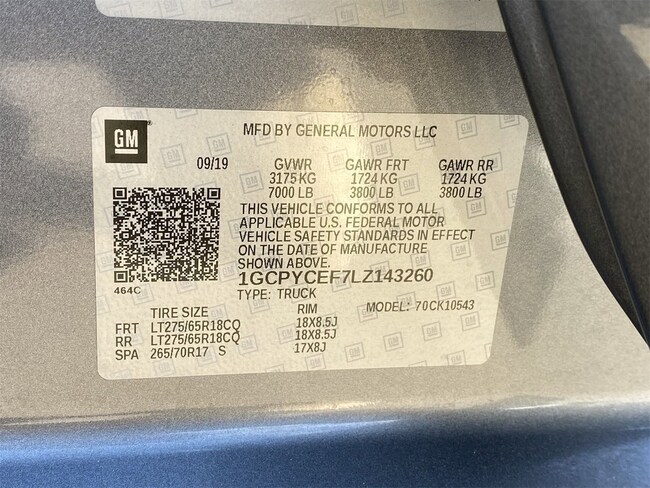 GM
MFD BY GENERAL MOTORS LLC
09/19 GVWR GAWR FRT GAWR RR
3175 KG 1724 KG 1724 KG
7000 LB 3800 LB 3800 LB
THIS VEHICLE CONFORMS TO ALL
APPLICABLE U.S. FEDERAL MOTOR
VEHICLE SAFETY STANDARDS IN EFFECT
ON THE DATE OF MANUFACTURE
SHOWN ABOVE.
1GCPYCEF7LZ143260
464C
TYPE: TRUCK MODEL: 70CK10543
TIRE SIZE RIM
FRT LT275/65R18CQ 18X8.5J
RR LT275/65R18CQ 18X8.5J
SPA 265/70R17 S 17X8J